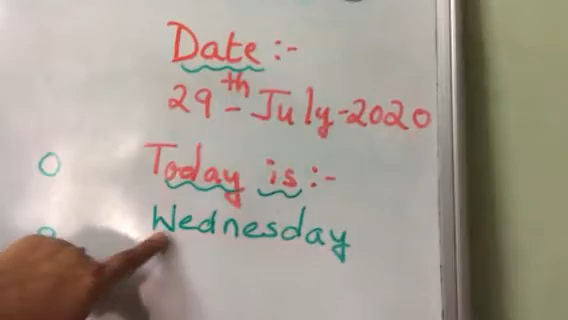 Date :-
29th - July - 2020
Today is :-
Wednesday